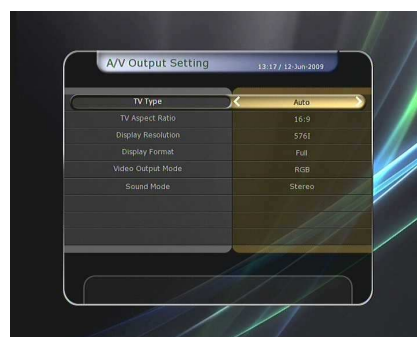 A/V Output Setting 13:17 / 12-Jun-2009
TV Type Auto
TV Aspect Ratio 16:9
Display Resolution 576I
Display Format Full
Video Output Mode RGB
Sound Mode Stereo